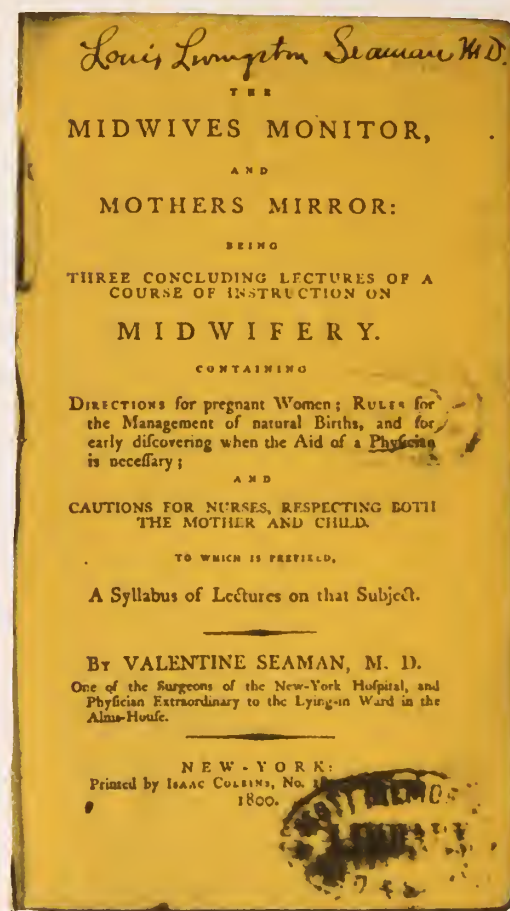 Louis Livingston Seaman M.D.
THE
MIDWIVES MONITOR,
AND
MOTHERS MIRROR:
BEING
THREE CONCLUDING LECTURES OF A
COURSE OF INSTRUCTION ON
MIDWIFERY.
CONTAINING
DIRECTIONS for pregnant Women; RULES for
the Management of natural Births, and for
early diſcovering when the Aid of a Phyſician
is neceſſary;
AND
CAUTIONS FOR NURSES, RESPECTING BOTH
THE MOTHER AND CHILD.
TO WHICH IS PREFIXED,
A Syllabus of Lectures on that Subject.
BY VALENTINE SEAMAN, M. D.
One of the Surgeons of the New-York Hoſpital, and
Phyſician Extraordinary to the Lying-in Ward in the
Alms-Houſe.
NEW-YORK:
Printed by ISAAC COLLINS, No.
1800.